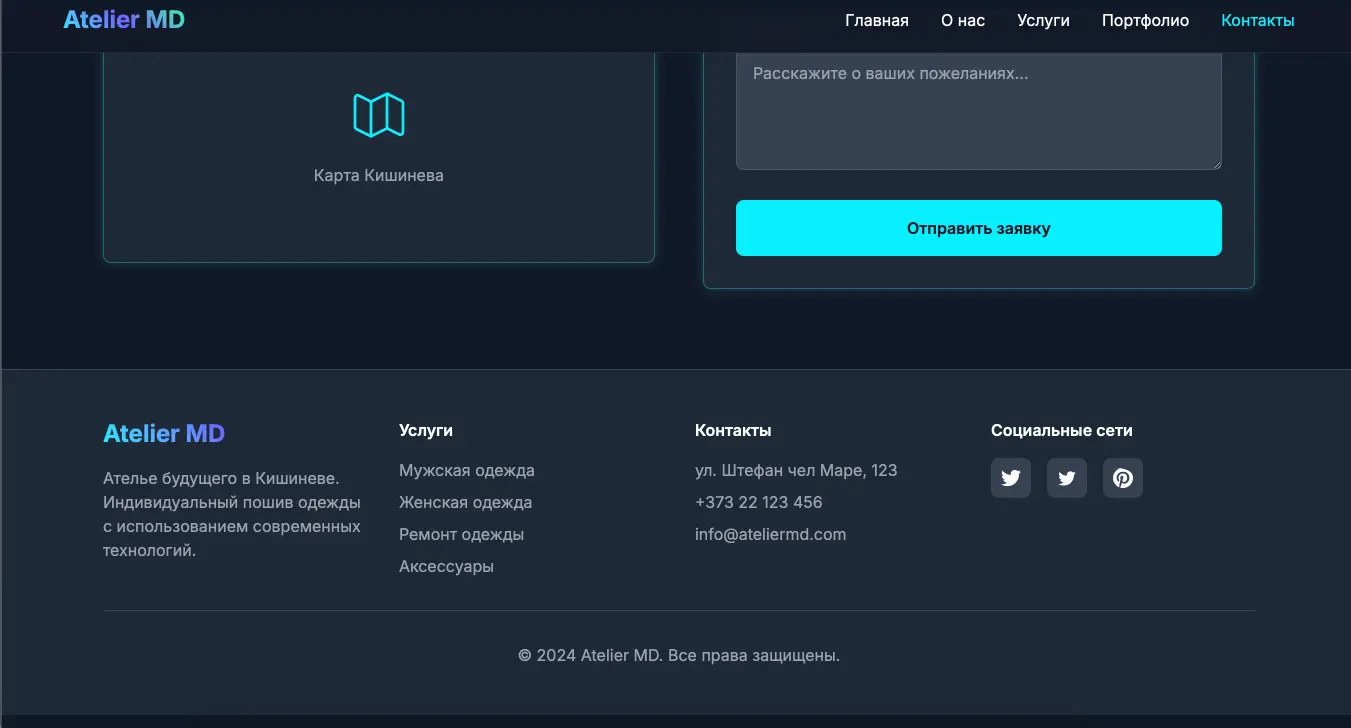 Atelier MD
Главная
О нас
Услуги
Портфолио
Контакты
Карта Кишинева
Расскажите о ваших пожеланиях...
Отправить заявку
Atelier MD
Ателье будущего в Кишиневе.
Индивидуальный пошив одежды
с использованием современных
технологий.
Услуги
Мужская одежда
Женская одежда
Ремонт одежды
Аксессуары
Контакты
ул. Штефан чел Маре, 123
+373 22 123 456
info@ateliermd.com
Социальные сети
© 2024 Atelier MD. Все права защищены.